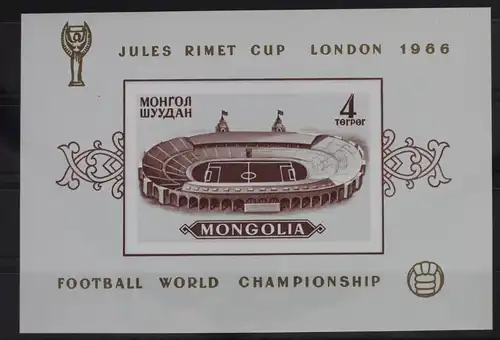 JULES RIMET CUP LONDON 1966
МОНГОЛ
ШУУДАН
4
ТӨГРӨГ
MONGOLIA
FOOTBALL WORLD CHAMPIONSHIP